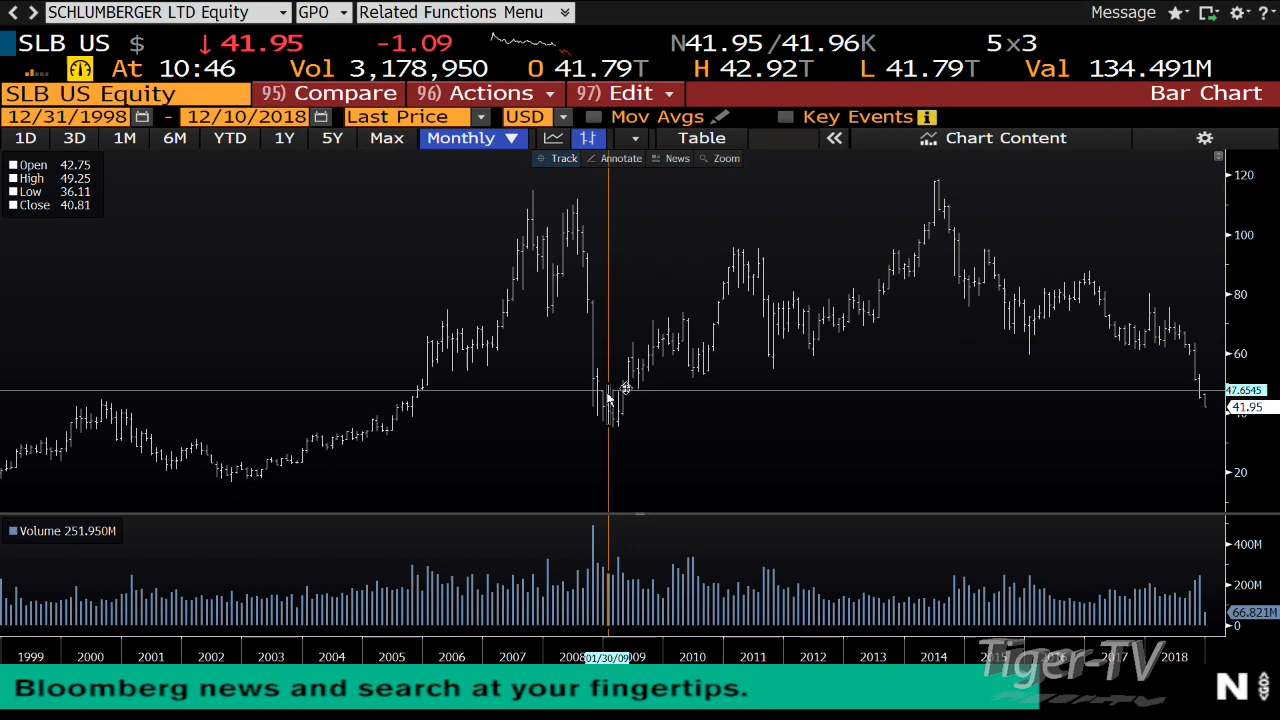 SCHLUMBERGER LTD Equity GPO Related Functions Menu Message ?
SLB US $ ↓ 41.95 -1.09 N41.95 /41.96K 5x3
At 10:46 Vol 3,178,950 O 41.79T H 42.92T L 41.79T Val 134.491M
SLB US Equity 95) Compare 96) Actions 97) Edit Bar Chart
12/31/1998 - 12/10/2018 Last Price USD Mov Avgs Key Events
1D 3D 1M 6M YTD 1Y 5Y Max Monthly ▼ Table « Chart Content
Track Annotate News Zoom
Open 42.75
High 49.25
Low 36.11
Close 40.81
120
100
80
60
47.6545
41.95
20
Volume 251.950M
400M
200M
66.821M
0
1999 2000 2001 2002 2003 2004 2005 2006 2007 2008 01/30/09 09 2010 2011 2012 2013 2014 2015 2016 2017 2018
Tiger-TV
Bloomberg news and search at your fingertips.
N